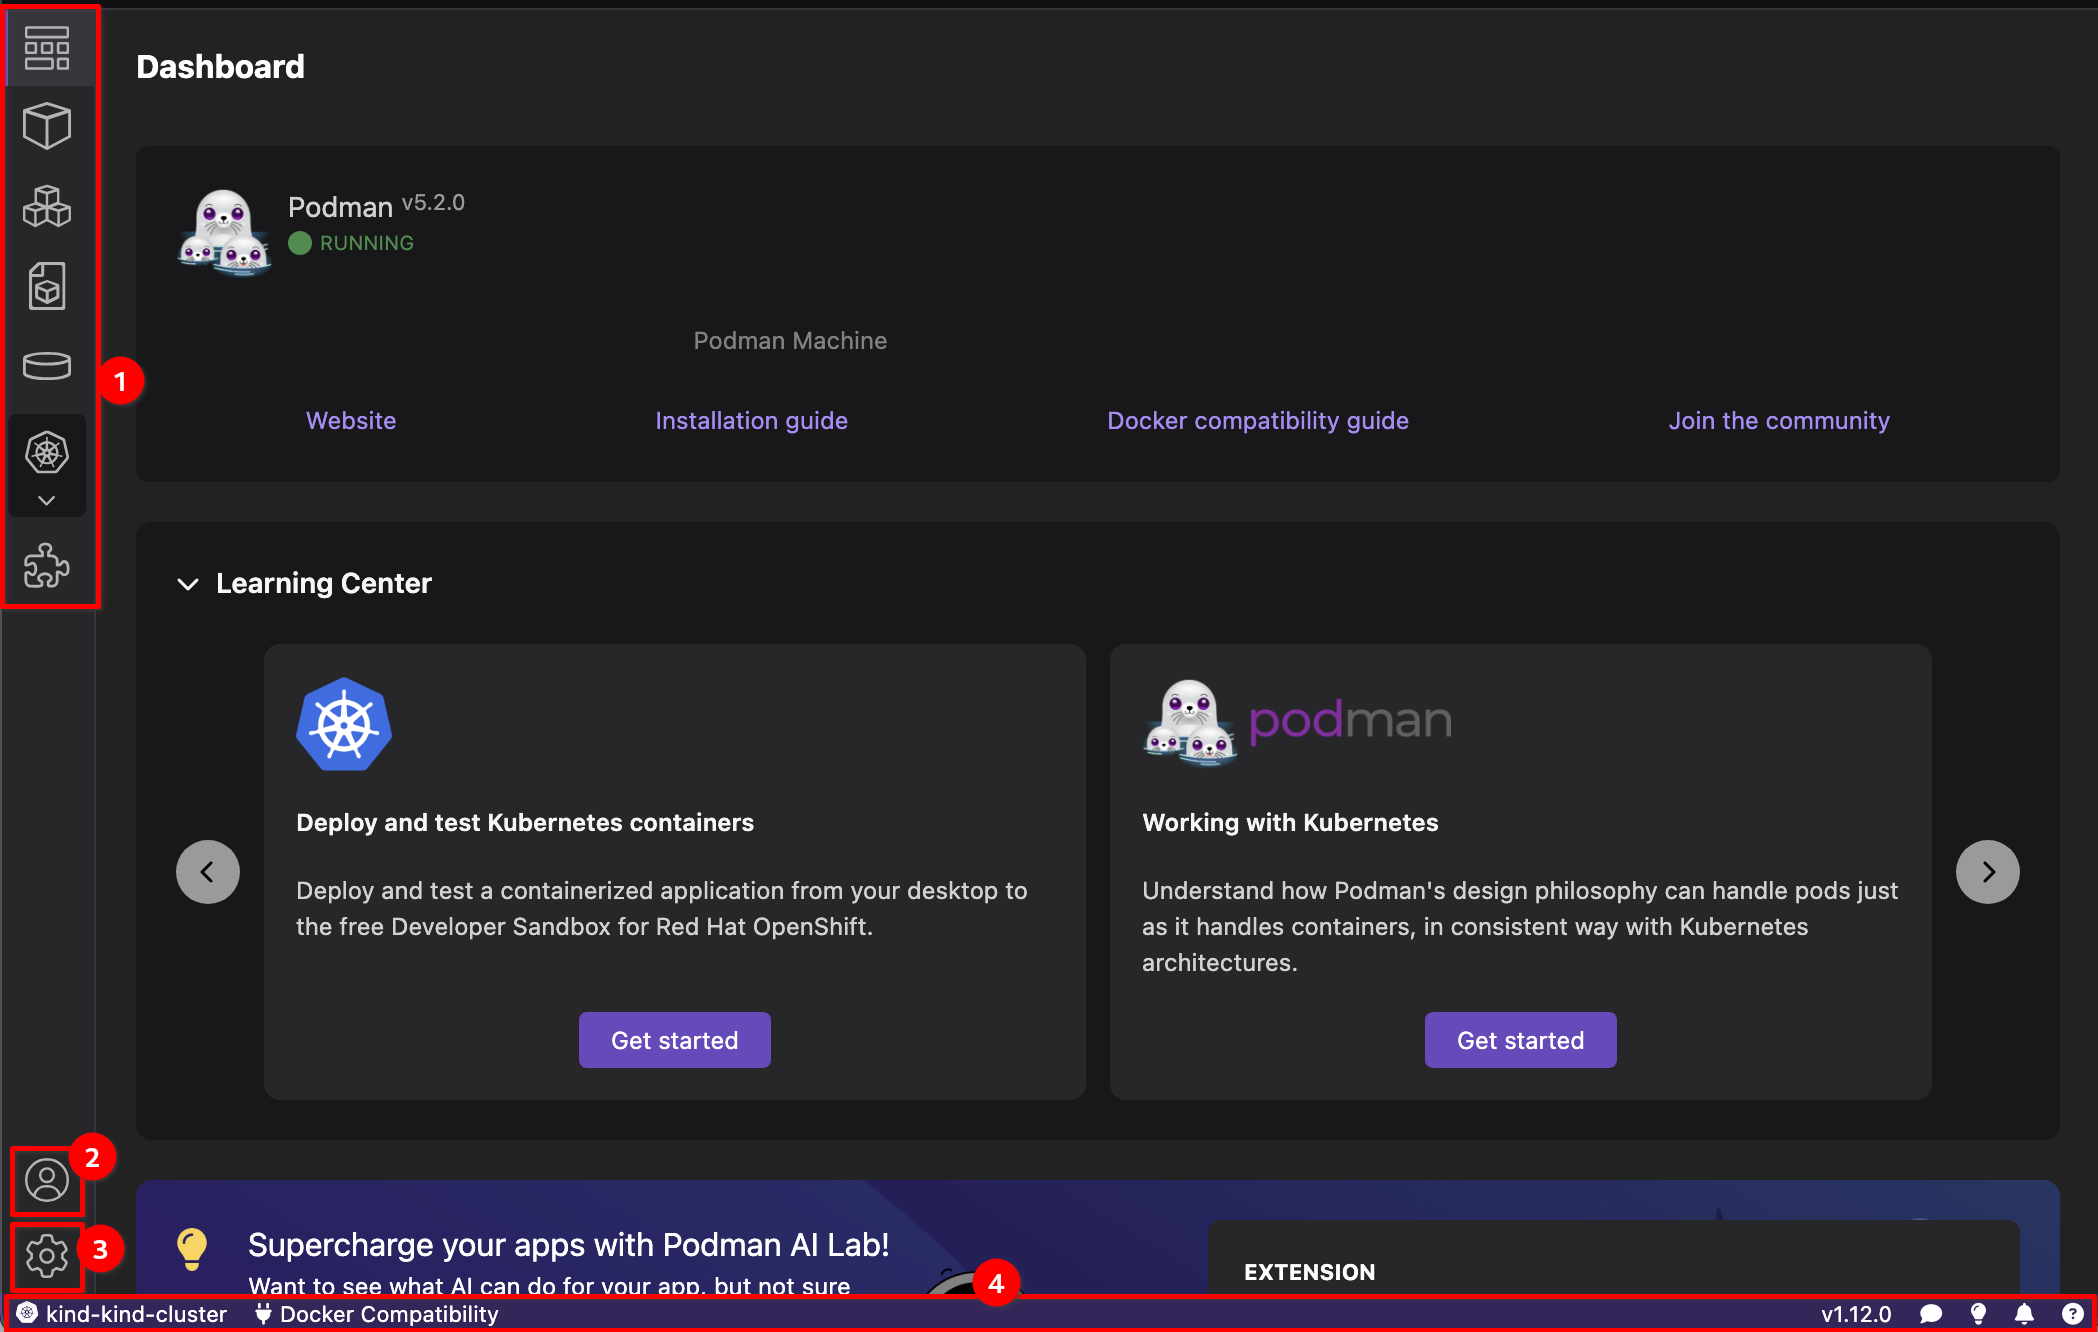 Dashboard
Podman v5.2.0
RUNNING
Podman Machine
1
Website
Installation guide
Docker compatibility guide
Join the community
Learning Center
podman
Deploy and test Kubernetes containers
Deploy and test a containerized application from your desktop to
the free Developer Sandbox for Red Hat OpenShift.
Get started
Working with Kubernetes
Understand how Podman's design philosophy can handle pods just
as it handles containers, in consistent way with Kubernetes
architectures.
Get started
2
3
Supercharge your apps with Podman AI Lab!
Want to see what AI can do for your app, but not sure
EXTENSION
4
kind-kind-cluster
Docker Compatibility
v1.12.0
?